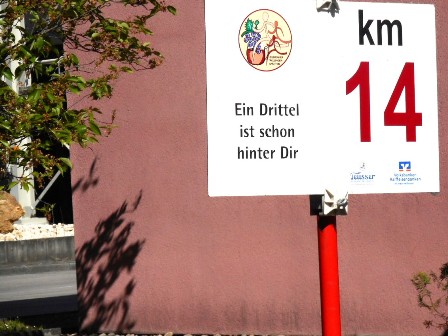 km
14
Ein Drittel
ist schon
hinter Dir